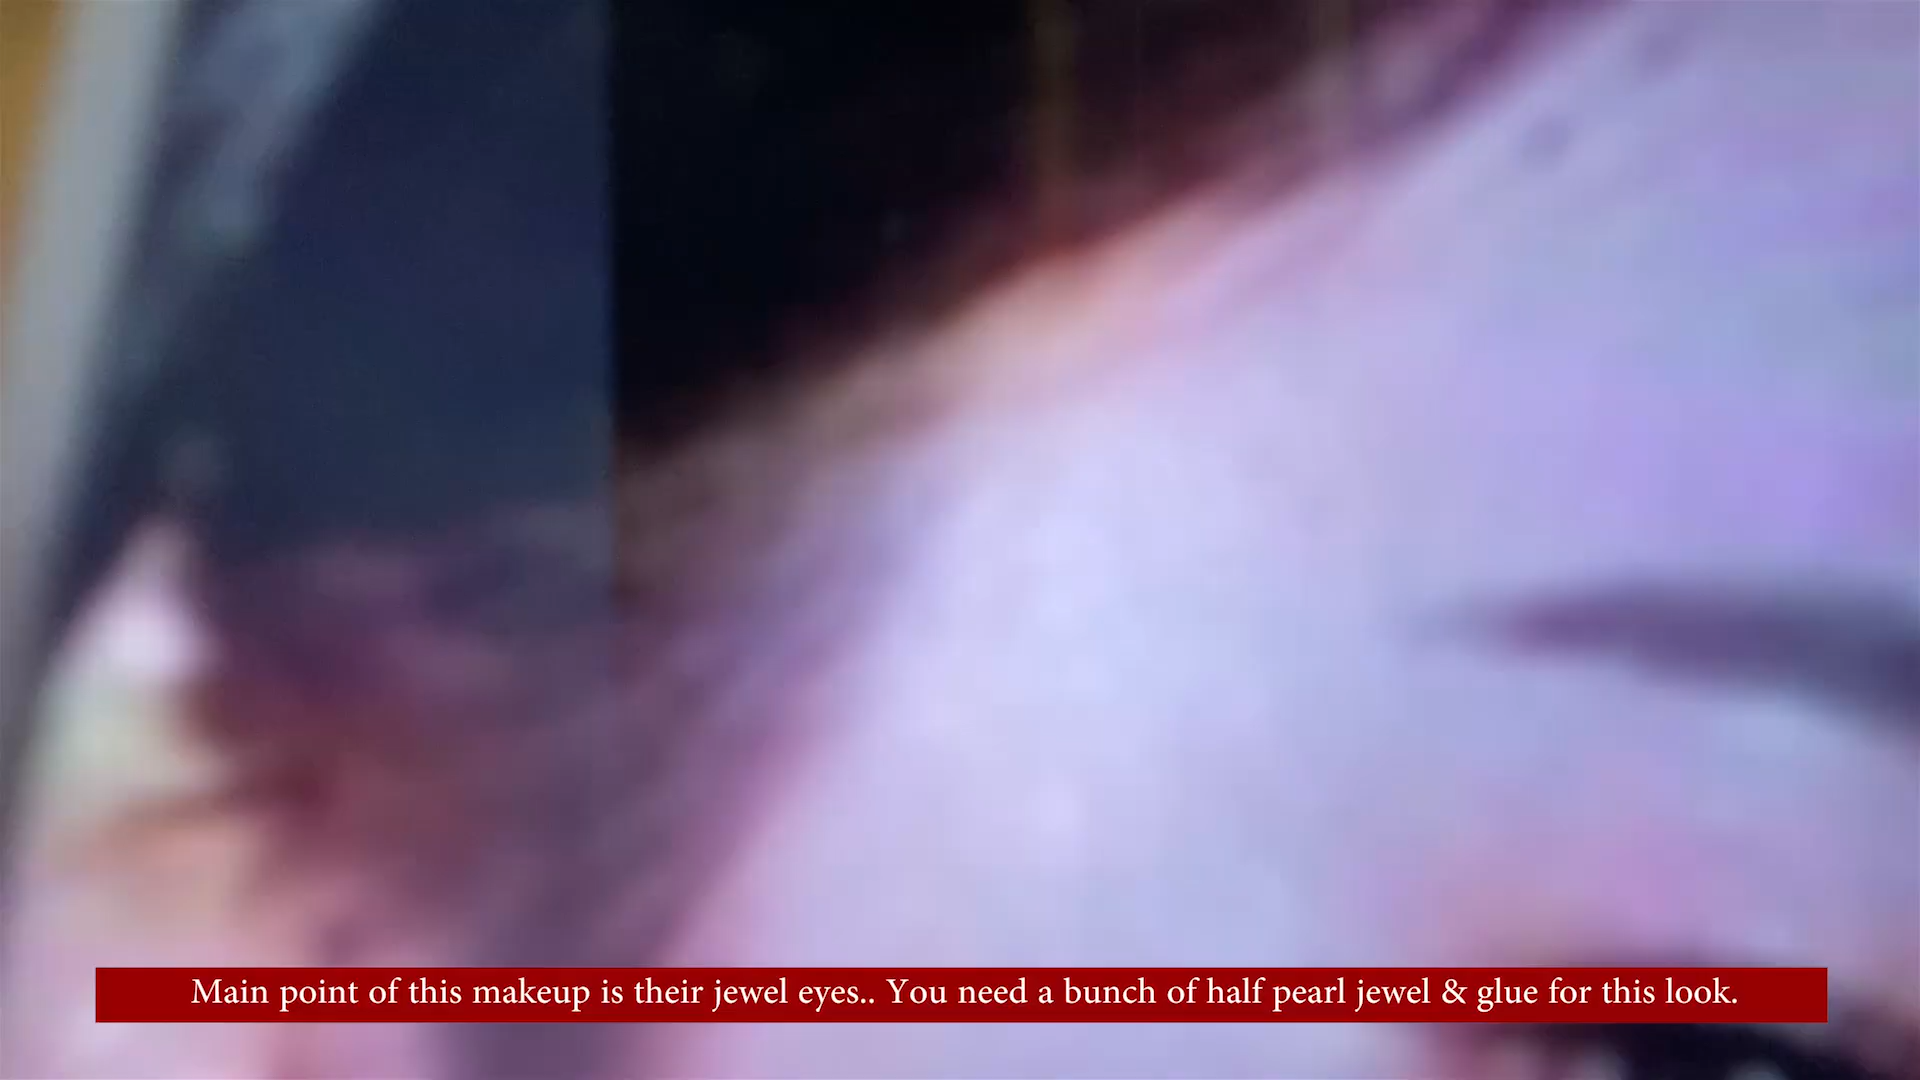 Main point of this makeup is their jewel eyes.. You need a bunch of half pearl jewel & glue for this look.